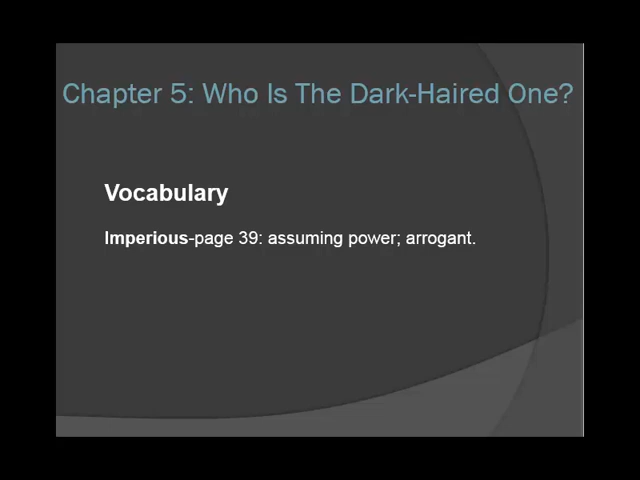 Chapter 5: Who Is The Dark-Haired One?
Vocabulary
Imperious-page 39: assuming power; arrogant.